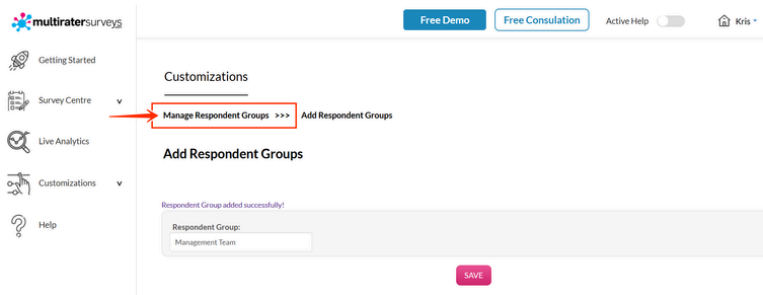 multiratersurveys
Free Demo
Free Consulation
Active Help
Kris
Getting Started
Survey Centre
Live Analytics
Customizations
Help
Customizations
Manage Respondent Groups >>> Add Respondent Groups
Add Respondent Groups
Respondent Group added successfully!
Respondent Group:
Management Team
SAVE